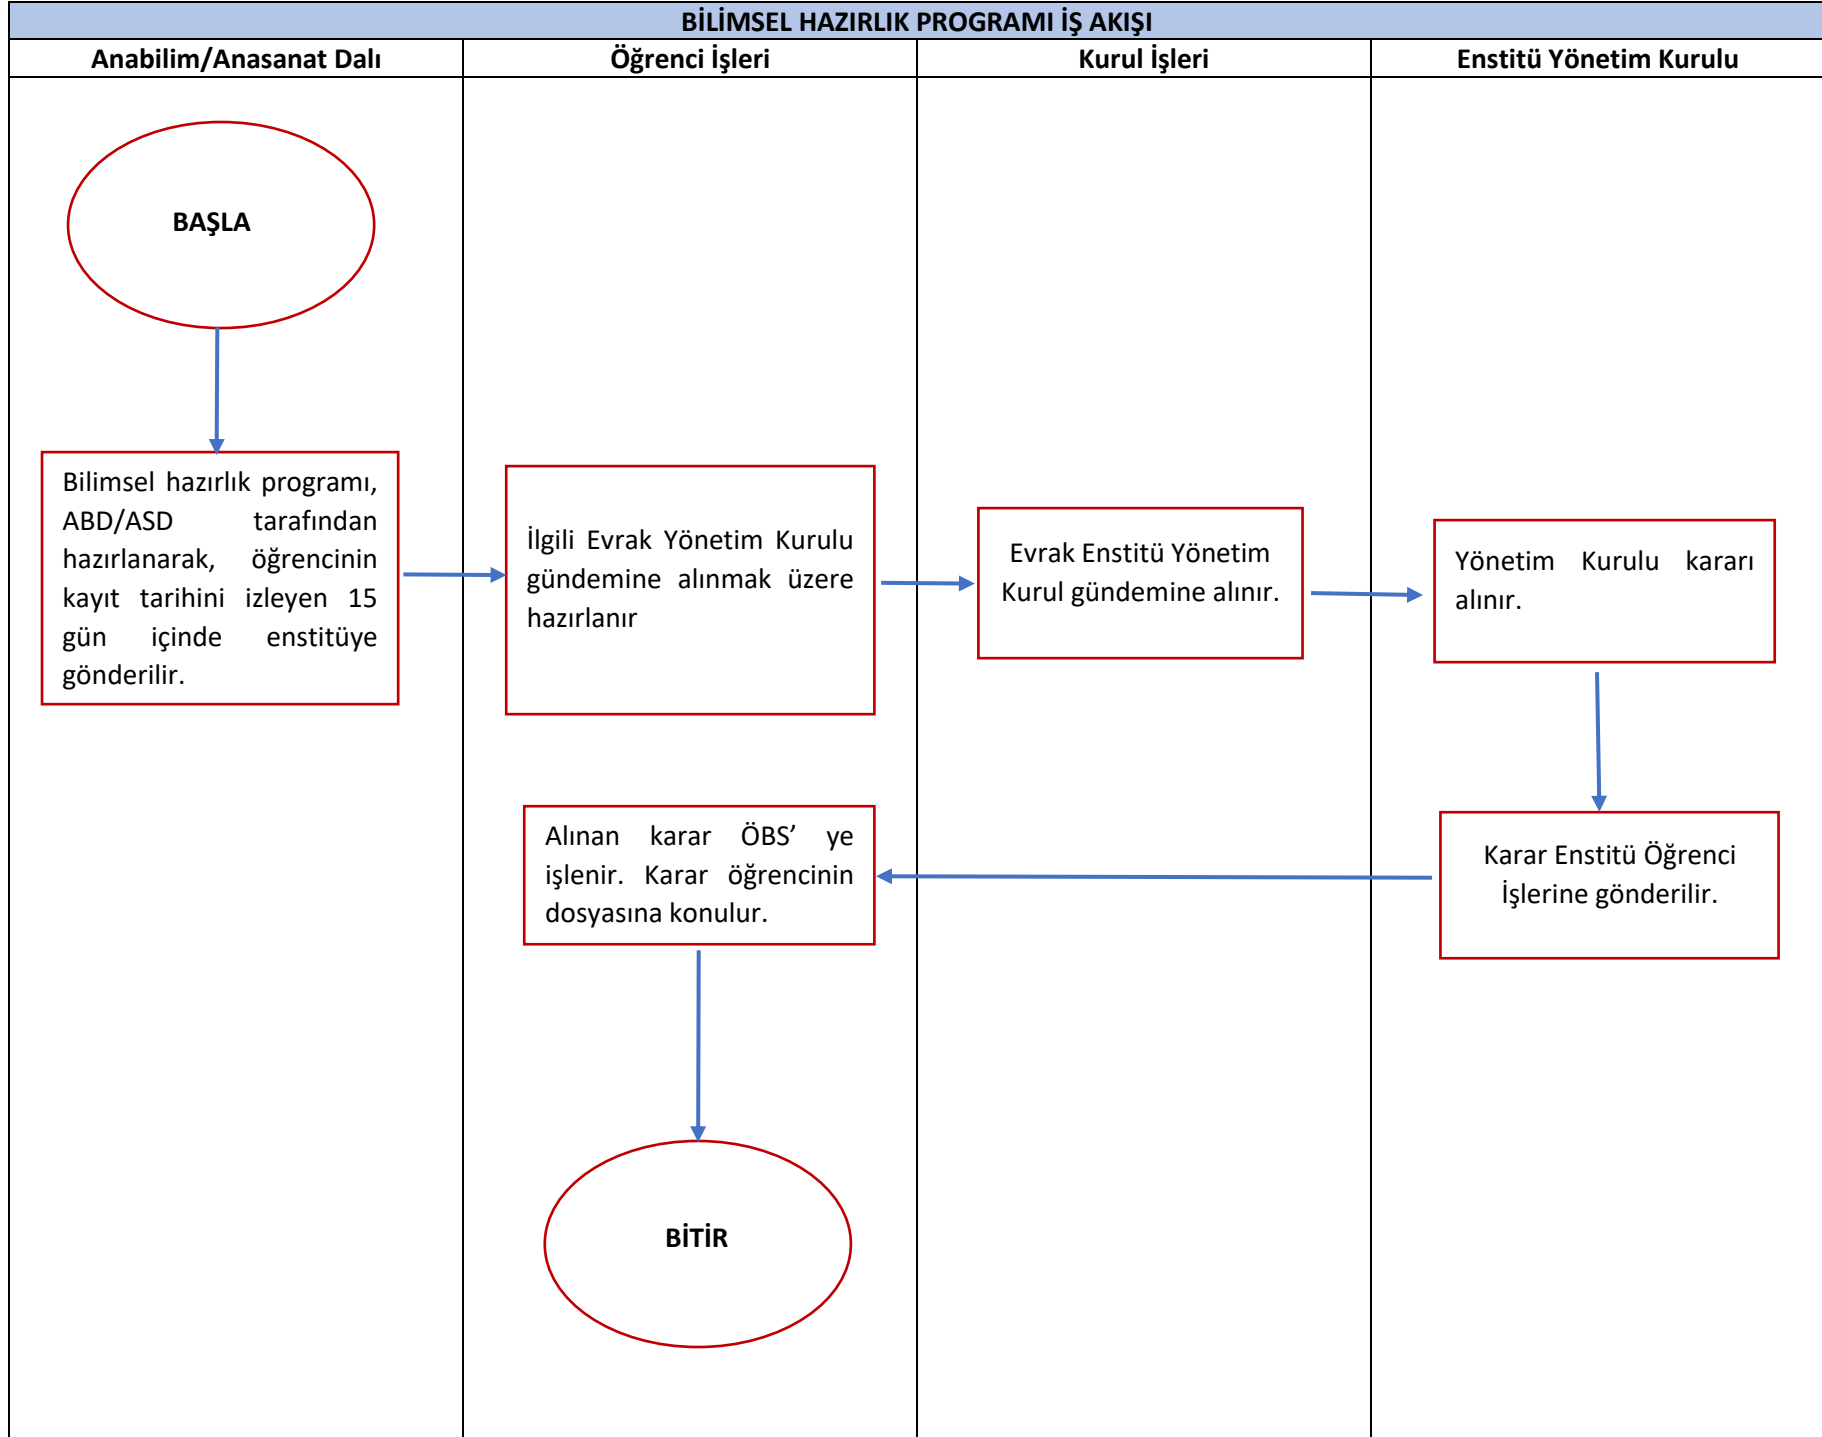 BİLİMSEL HAZIRLIK PROGRAMI İŞ AKIŞI
Anabilim/Anasanat Dalı
Öğrenci İşleri
Kurul İşleri
Enstitü Yönetim Kurulu
BAŞLA
Bilimsel hazırlık programı,
ABD/ASD tarafından
hazırlanarak, öğrencinin
kayıt tarihini izleyen 15
gün içinde enstitüye
gönderilir.
İlgili Evrak Yönetim Kurulu
gündemine alınmak üzere
hazırlanır
Evrak Enstitü Yönetim
Kurul gündemine alınır.
Yönetim Kurulu kararı
alınır.
Karar Enstitü Öğrenci
İşlerine gönderilir.
Alınan karar ÖBS’ ye
işlenir. Karar öğrencinin
dosyasına konulur.
BİTİR